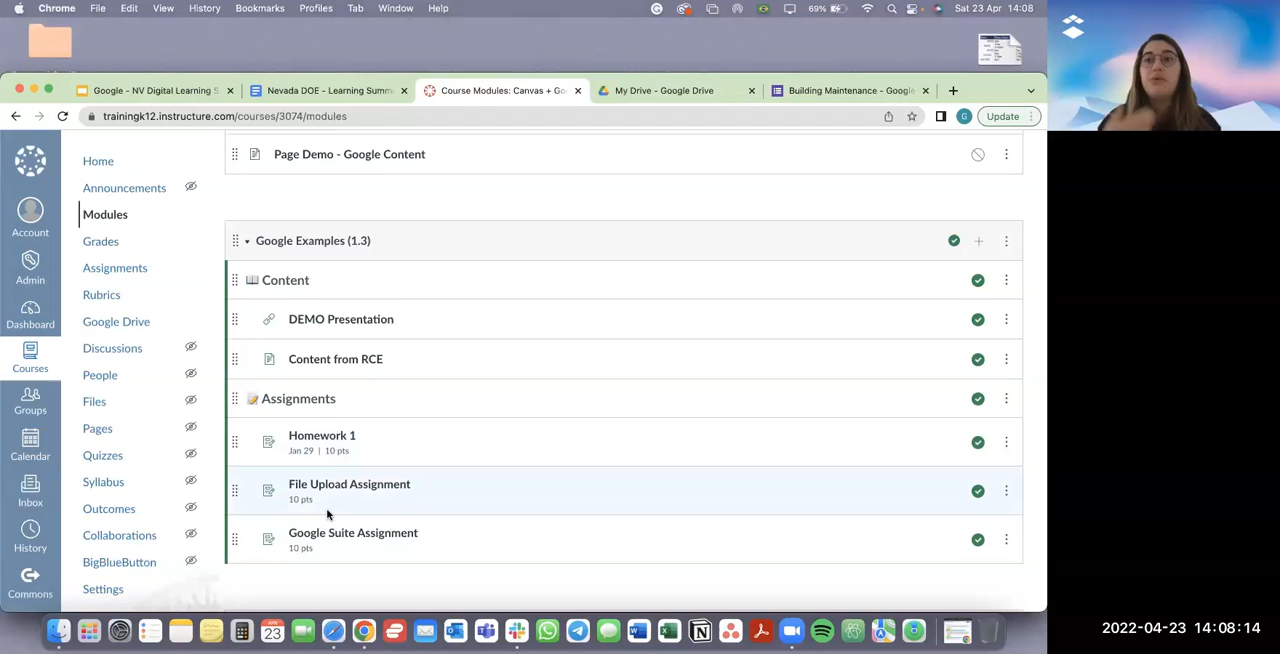 Chrome File Edit View History Bookmarks Profiles Tab Window Help 69% Sat 23 Apr 14:08
Google - NV Digital Learning S
Nevada DOE - Learning Summ
Course Modules: Canvas + Go
My Drive - Google Drive
Building Maintenance - Google
trainingk12.instructure.com/courses/3074/modules
G
Update
Account
Admin
Dashboard
Courses
Groups
Calendar
Inbox
History
Commons
Home
Announcements
Modules
Grades
Assignments
Rubrics
Google Drive
Discussions
People
Files
Pages
Quizzes
Syllabus
Outcomes
Collaborations
BigBlueButton
Settings
Page Demo - Google Content
Google Examples (1.3)
Content
DEMO Presentation
Content from RCE
Assignments
Homework 1
Jan 29 | 10 pts
File Upload Assignment
10 pts
Google Suite Assignment
10 pts
APR
23
2022-04-23 14:08:14